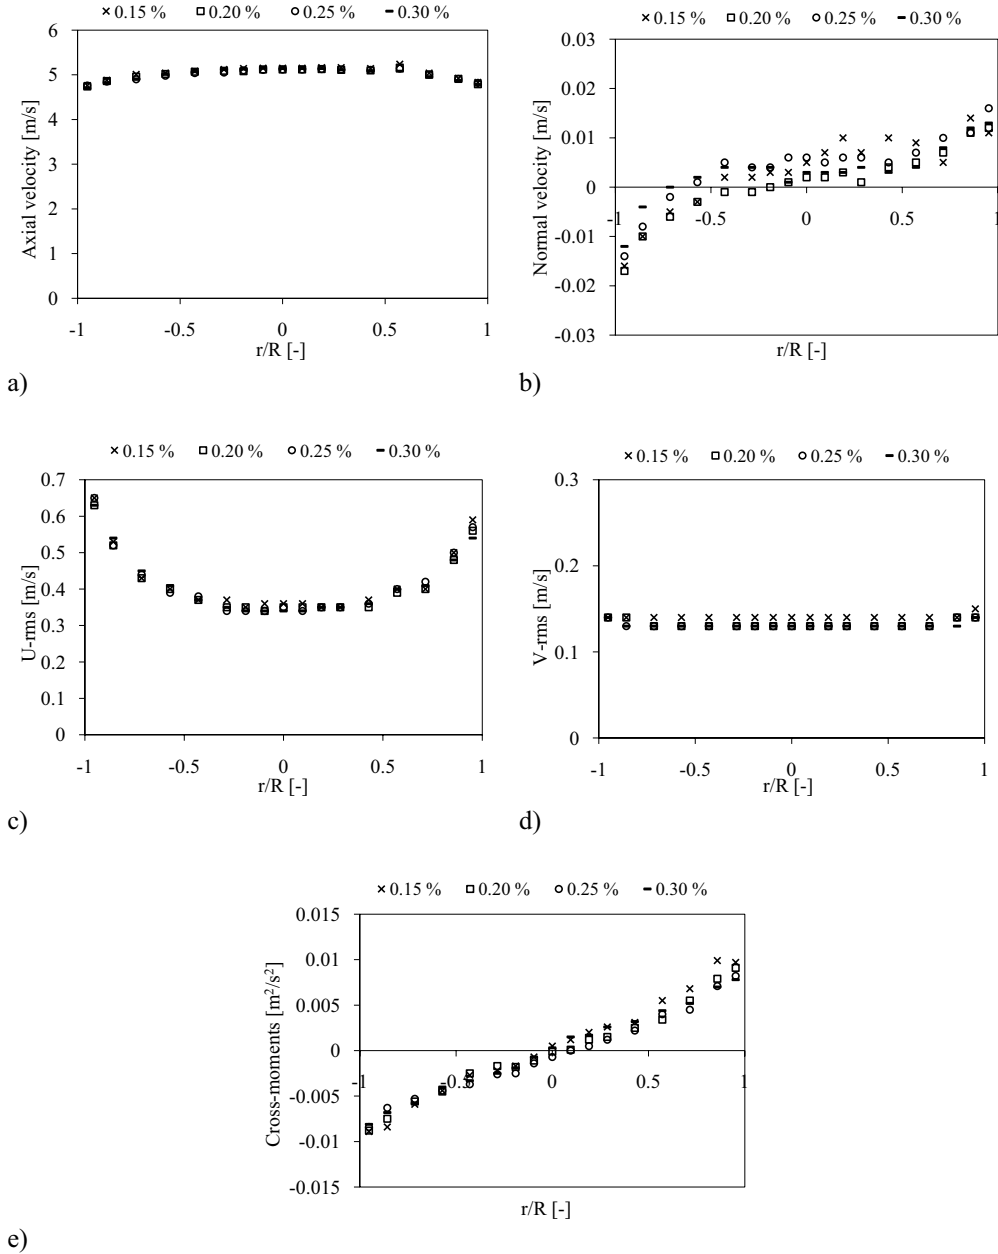 × 0.15 % □ 0.20 % ○ 0.25 % - 0.30 %
6
5
4
3
2
1
0
-1 -0.5 0 0.5 1
Axial velocity [m/s]
r/R [-]
a)
× 0.15 % □ 0.20 % ○ 0.25 % - 0.30 %
0.03
0.02
0.01
0
-0.01
-0.02
-0.03
-1 -0.5 0 0.5 1
Normal velocity [m/s]
r/R [-]
b)
× 0.15 % □ 0.20 % ○ 0.25 % - 0.30 %
0.7
0.6
0.5
0.4
0.3
0.2
0.1
0
-1 -0.5 0 0.5 1
U-rms [m/s]
r/R [-]
c)
× 0.15 % □ 0.20 % ○ 0.25 % - 0.30 %
0.3
0.2
0.1
0
-1 -0.5 0 0.5 1
V-rms [m/s]
r/R [-]
d)
× 0.15 % □ 0.20 % ○ 0.25 % - 0.30 %
0.015
0.01
0.005
0
-0.005
-0.01
-0.015
-1 -0.5 0 0.5 1
Cross-moments [m²/s²]
r/R [-]
e)